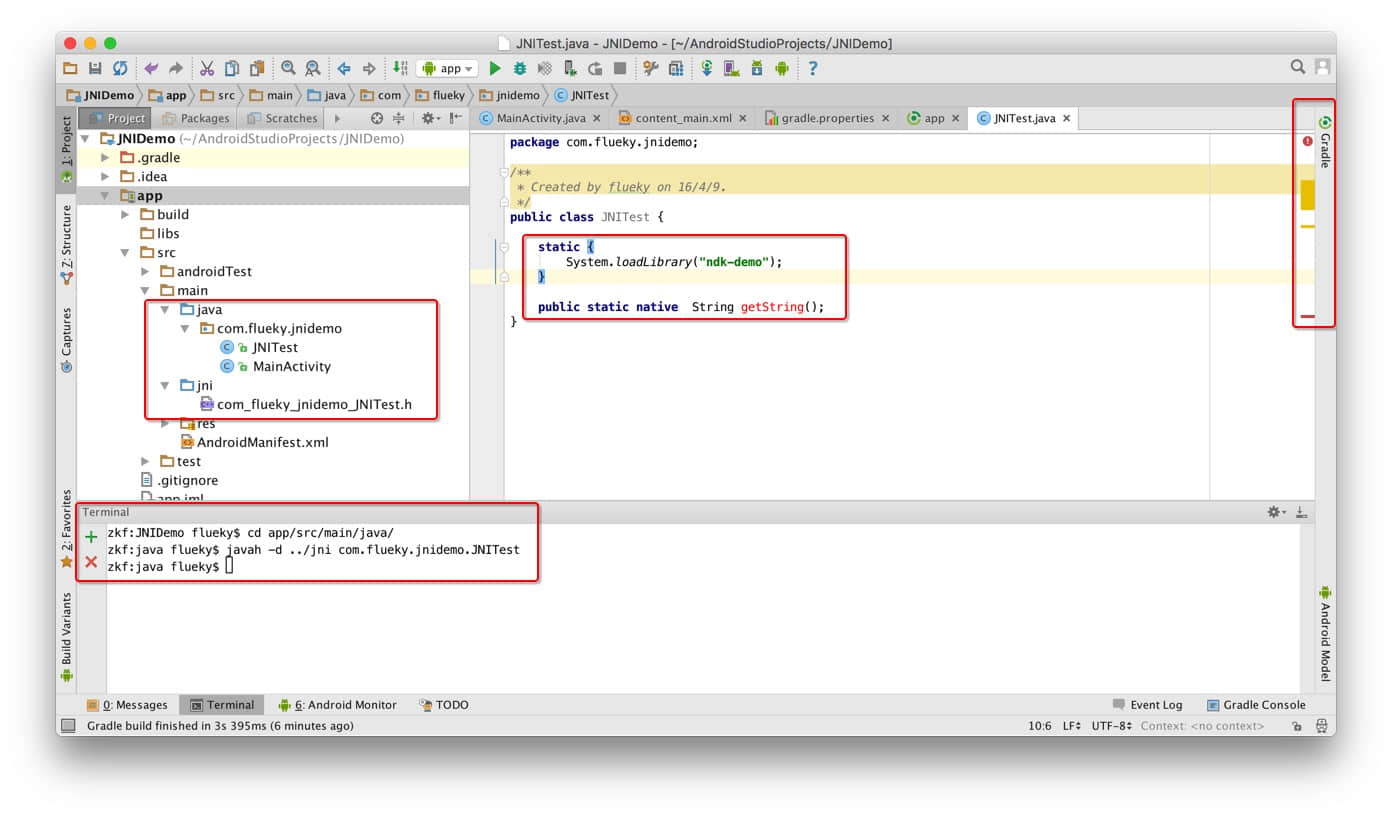 JNITest.java - JNIDemo - [~/AndroidStudioProjects/JNIDemo]
app
JNIDemo app src main java com flueky jnidemo JNITest
Project Packages Scratches
MainActivity.java content_main.xml gradle.properties app JNITest.java
1: Project
Z: Structure
Captures
2: Favorites
Build Variants
JNIDemo (~/AndroidStudioProjects/JNIDemo)
.gradle
.idea
app
build
libs
src
androidTest
main
java
com.flueky.jnidemo
JNITest
MainActivity
jni
com_flueky_jnidemo_JNITest.h
res
AndroidManifest.xml
test
.gitignore
app.iml
package com.flueky.jnidemo;
/**
* Created by flueky on 16/4/9.
*/
public class JNITest {
static {
System.loadLibrary("ndk-demo");
}
public static native String getString();
}
Gradle
Android Model
Terminal
zkf:JNIDemo flueky$ cd app/src/main/java/
zkf:java flueky$ javah -d ../jni com.flueky.jnidemo.JNITest
zkf:java flueky$
0: Messages Terminal 6: Android Monitor TODO Event Log Gradle Console
Gradle build finished in 3s 395ms (6 minutes ago) 10:6 LF UTF-8 Context: <no context>